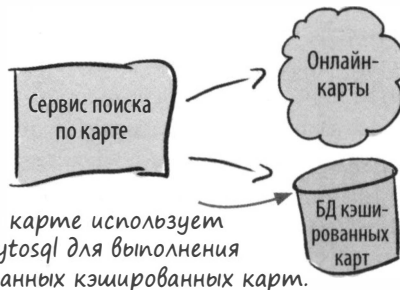 Сервис поиска
по карте
Онлайн-
карты
БД кэши-
рованных
карт
карте использует
ytosql для выполнения
анных кэшированных карт.